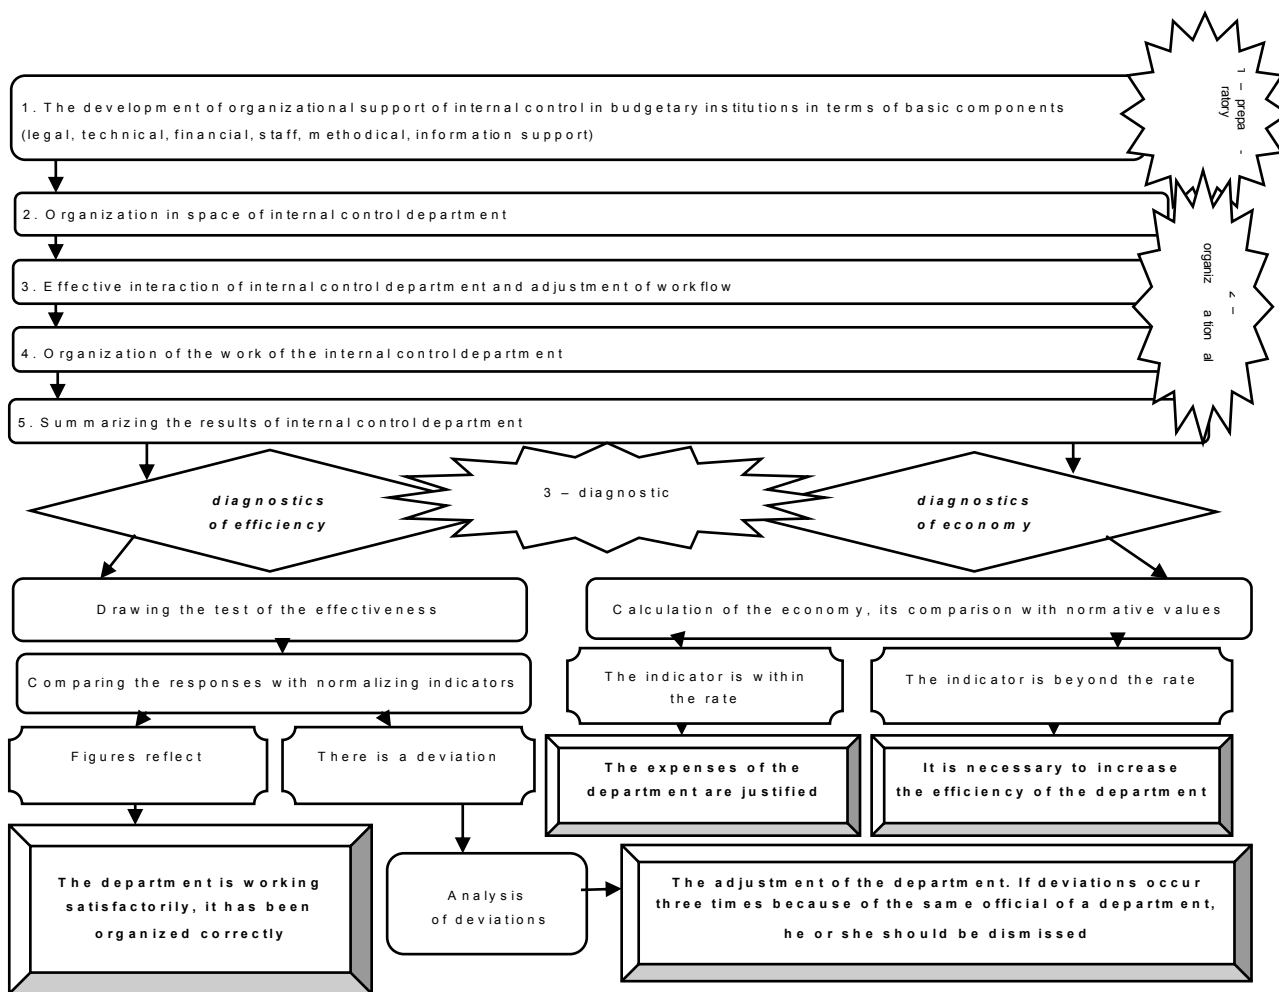 1 – prepa -
ratory
1. The development of organizational support of internal control in budgetary institutions in terms of basic components
(legal, technical, financial, staff, methodical, information support)
2. Organization in space of internal control department
2 –
organiz a tion al
3. Effective interaction of internal control department and adjustment of workflow
4. Organization of the work of the internal control department
5. Summarizing the results of internal control department
diagnostics
of efficiency
3 – diagnostic
diagnostics
of economy
Drawing the test of the effectiveness
Calculation of the economy, its comparison with normative values
Comparing the responses with normalizing indicators
The indicator is within
the rate
The indicator is beyond the rate
Figures reflect
There is a deviation
The expenses of the
department are justified
It is necessary to increase
the efficiency of the department
The department is working
satisfactorily, it has been
organized correctly
Analysis
of deviations
The adjustment of the department. If deviations occur
three times because of the same official of a department,
he or she should be dismissed